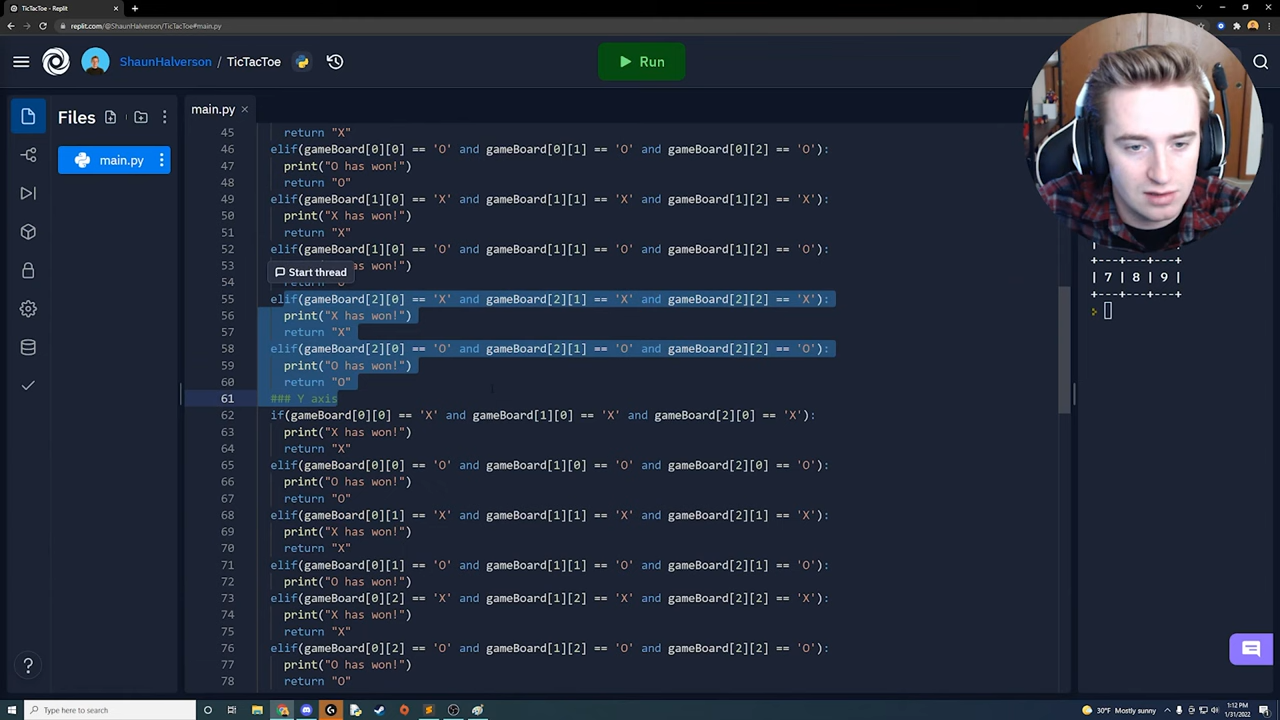 TicTacToe - Replit
replit.com/@ShaunHalverson/TicTacToe#main.py
ShaunHalverson / TicTacToe
Run
Files
main.py
main.py
45 return "X"
46 elif(gameBoard[0][0] == 'O' and gameBoard[0][1] == 'O' and gameBoard[0][2] == 'O'):
47 print("O has won!")
48 return "O"
49 elif(gameBoard[1][0] == 'X' and gameBoard[1][1] == 'X' and gameBoard[1][2] == 'X'):
50 print("X has won!")
51 return "X"
52 elif(gameBoard[1][0] == 'O' and gameBoard[1][1] == 'O' and gameBoard[1][2] == 'O'):
53 has won!")
Start thread
54
55 elif(gameBoard[2][0] == 'X' and gameBoard[2][1] == 'X' and gameBoard[2][2] == 'X'):
56 print("X has won!")
57 return "X"
58 elif(gameBoard[2][0] == 'O' and gameBoard[2][1] == 'O' and gameBoard[2][2] == 'O'):
59 print("O has won!")
60 return "O"
61 ### Y axis
62 if(gameBoard[0][0] == 'X' and gameBoard[1][0] == 'X' and gameBoard[2][0] == 'X'):
63 print("X has won!")
64 return "X"
65 elif(gameBoard[0][0] == 'O' and gameBoard[1][0] == 'O' and gameBoard[2][0] == 'O'):
66 print("O has won!")
67 return "O"
68 elif(gameBoard[0][1] == 'X' and gameBoard[1][1] == 'X' and gameBoard[2][1] == 'X'):
69 print("X has won!")
70 return "X"
71 elif(gameBoard[0][1] == 'O' and gameBoard[1][1] == 'O' and gameBoard[2][1] == 'O'):
72 print("O has won!")
73 elif(gameBoard[0][2] == 'X' and gameBoard[1][2] == 'X' and gameBoard[2][2] == 'X'):
74 print("X has won!")
75 return "X"
76 elif(gameBoard[0][2] == 'O' and gameBoard[1][2] == 'O' and gameBoard[2][2] == 'O'):
77 print("O has won!")
78 return "O"
+---+---+---+
| 7 | 8 | 9 |
+---+---+---+
>
Type here to search
30°F Mostly sunny
1:12 PM
1/31/2022